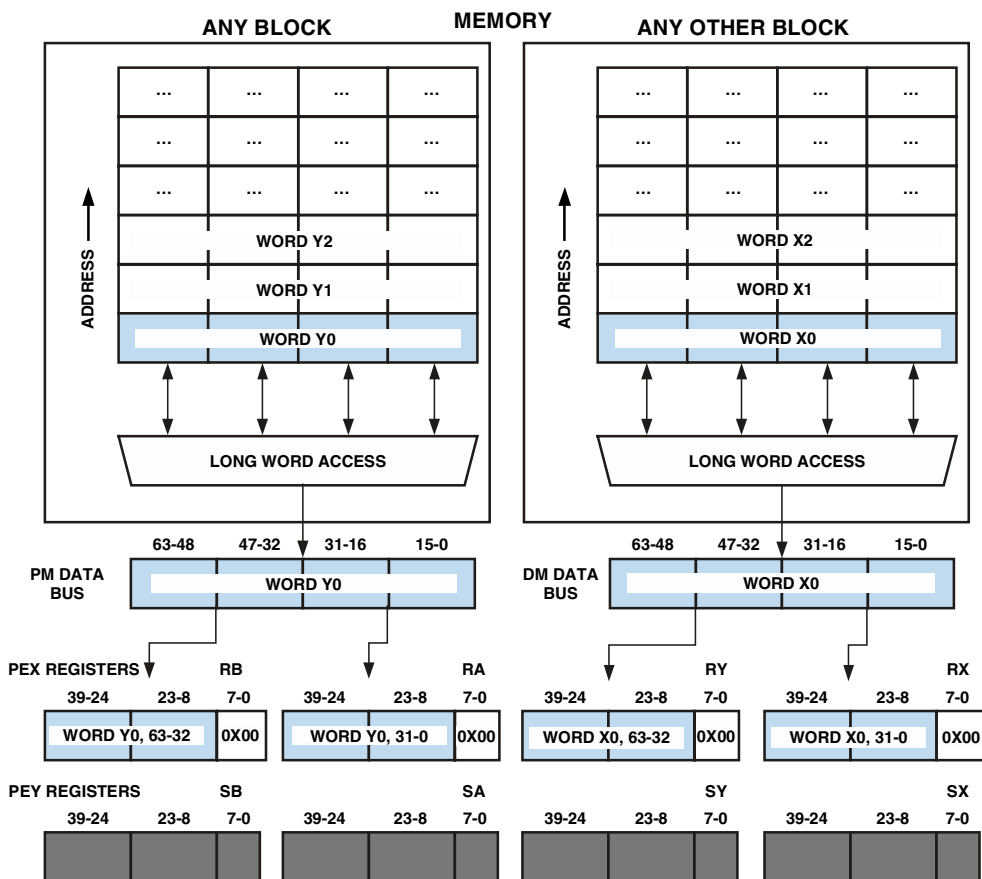 MEMORY
ANY BLOCK ANY OTHER BLOCK
... ... ... ... ... ... ... ...
... ... ... ... ... ... ... ...
... ... ... ... ... ... ... ...
WORD Y2 WORD X2
WORD Y1 WORD X1
WORD Y0 WORD X0
ADDRESS ADDRESS
LONG WORD ACCESS LONG WORD ACCESS
63-48 47-32 31-16 15-0 63-48 47-32 31-16 15-0
PM DATA BUS WORD Y0 DM DATA BUS WORD X0
PEX REGISTERS RB RA RY RX
39-24 23-8 7-0 39-24 23-8 7-0 39-24 23-8 7-0 39-24 23-8 7-0
WORD Y0, 63-32 0X00 WORD Y0, 31-0 0X00 WORD X0, 63-32 0X00 WORD X0, 31-0 0X00
PEY REGISTERS SB SA SY SX
39-24 23-8 7-0 39-24 23-8 7-0 39-24 23-8 7-0 39-24 23-8 7-0